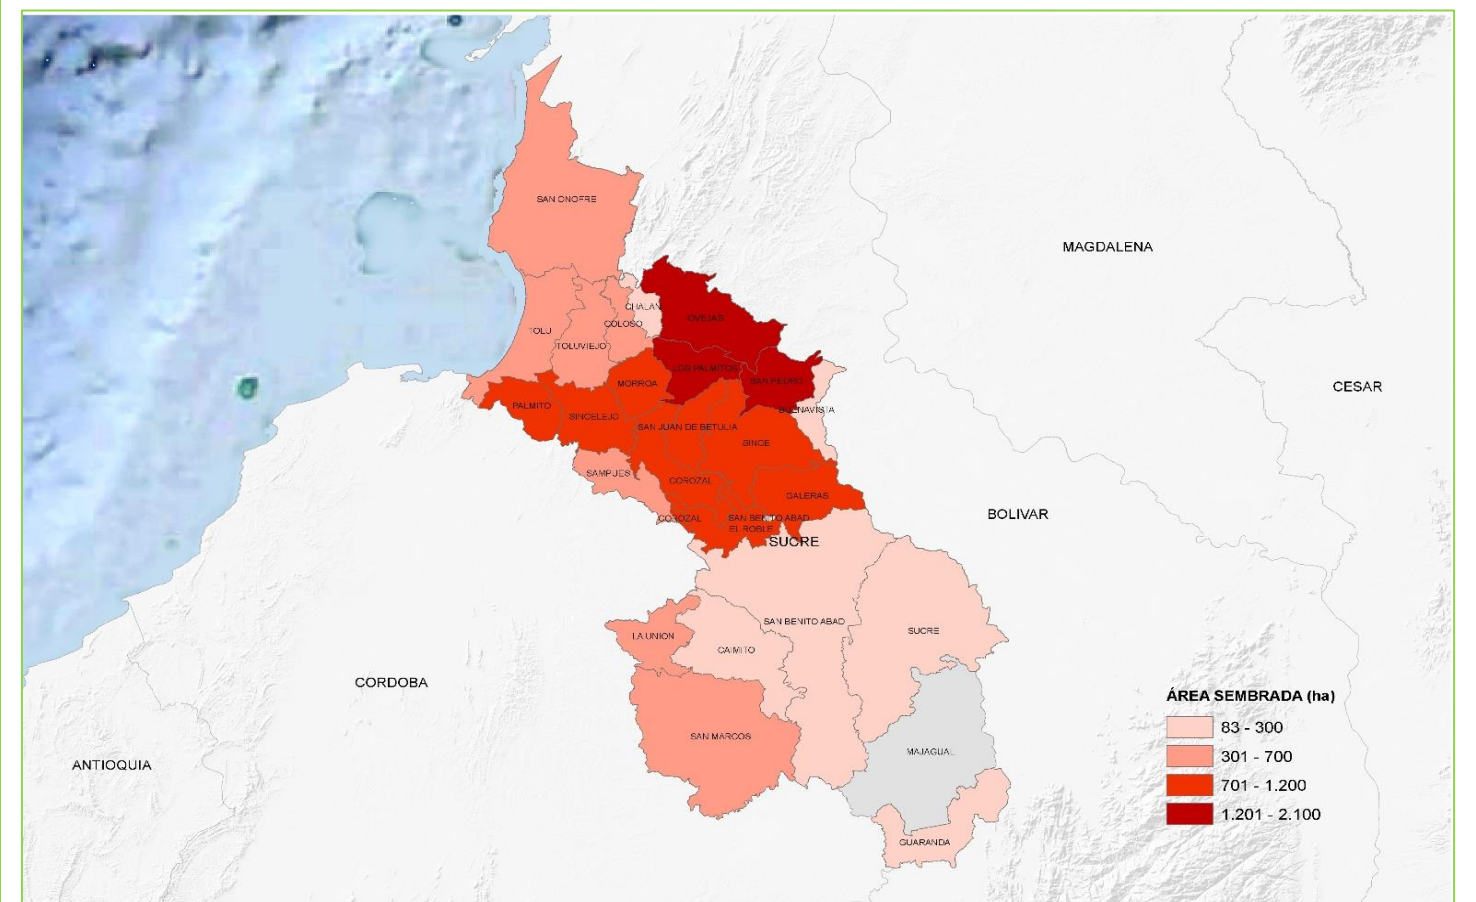 SAN ONOFRE
MAGDALENA
CHALAN
OVEJAS
COLOSO
TOLU
TOLUVIEJO
LOS PALMITOS
SAN PEDRO
MORROA
CESAR
PALMITO
BUENAVISTA
SINCELEJO
SAN JUAN DE BETULIA
SINCE
SAMPUES
COROZAL
GALERAS
BOLIVAR
COROZAL
SAN BENITO ABAD
EL ROBLE
SUCRE
SAN BENITO ABAD
SUCRE
LA UNION
CAIMITO
CORDOBA
ÁREA SEMBRADA (ha)
83 - 300
301 - 700
701 - 1.200
1.201 - 2.100
SAN MARCOS
MAJAGUAL
ANTIOQUIA
GUARANDA